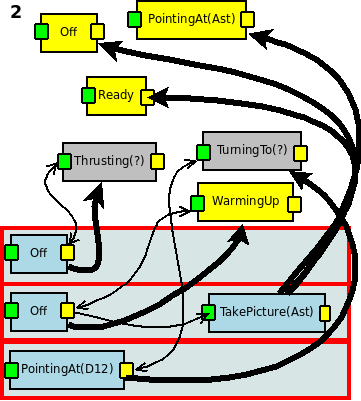 2
PointingAt(Ast)
Off
Ready
TurningTo(?)
Thrusting(?)
WarmingUp
Off
Off
TakePicture(Ast)
PointingAt(D12)